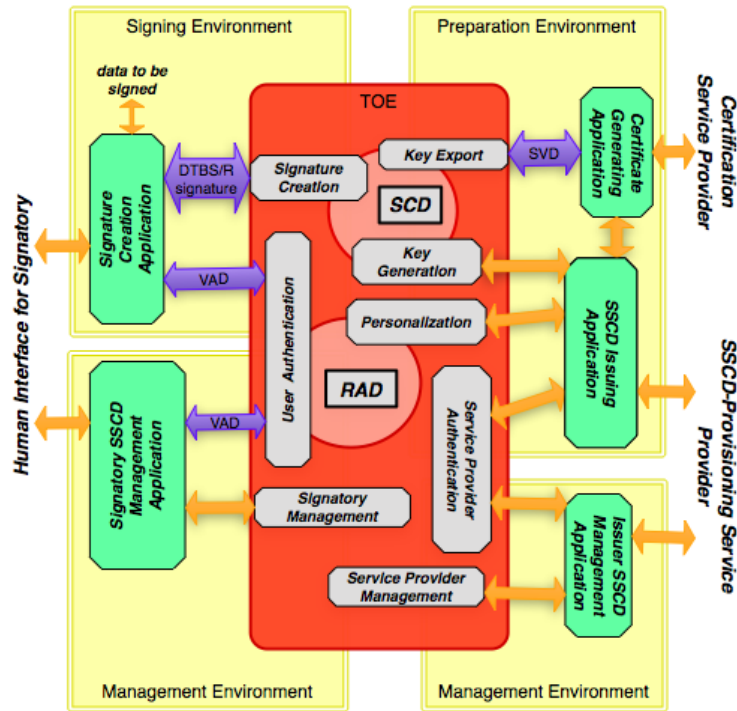 Signing Environment
Preparation Environment
data to be
signed
TOE
Signature
Creation
Application
DTBS/R
signature
Signature
Creation
Key Export
SVD
Certificate
Generating
Application
Certification
Service Provider
SCD
VAD
Key
Generation
Human Interface for Signatory
User Authentication
Personalization
SSCD Issuing
Application
RAD
SSCD-Provisioning Service
Provider
Signatory SSCD
Management
Application
VAD
Service Provider
Authentication
Signatory
Management
Issuer SSCD
Management
Application
Service Provider
Management
Management Environment
Management Environment